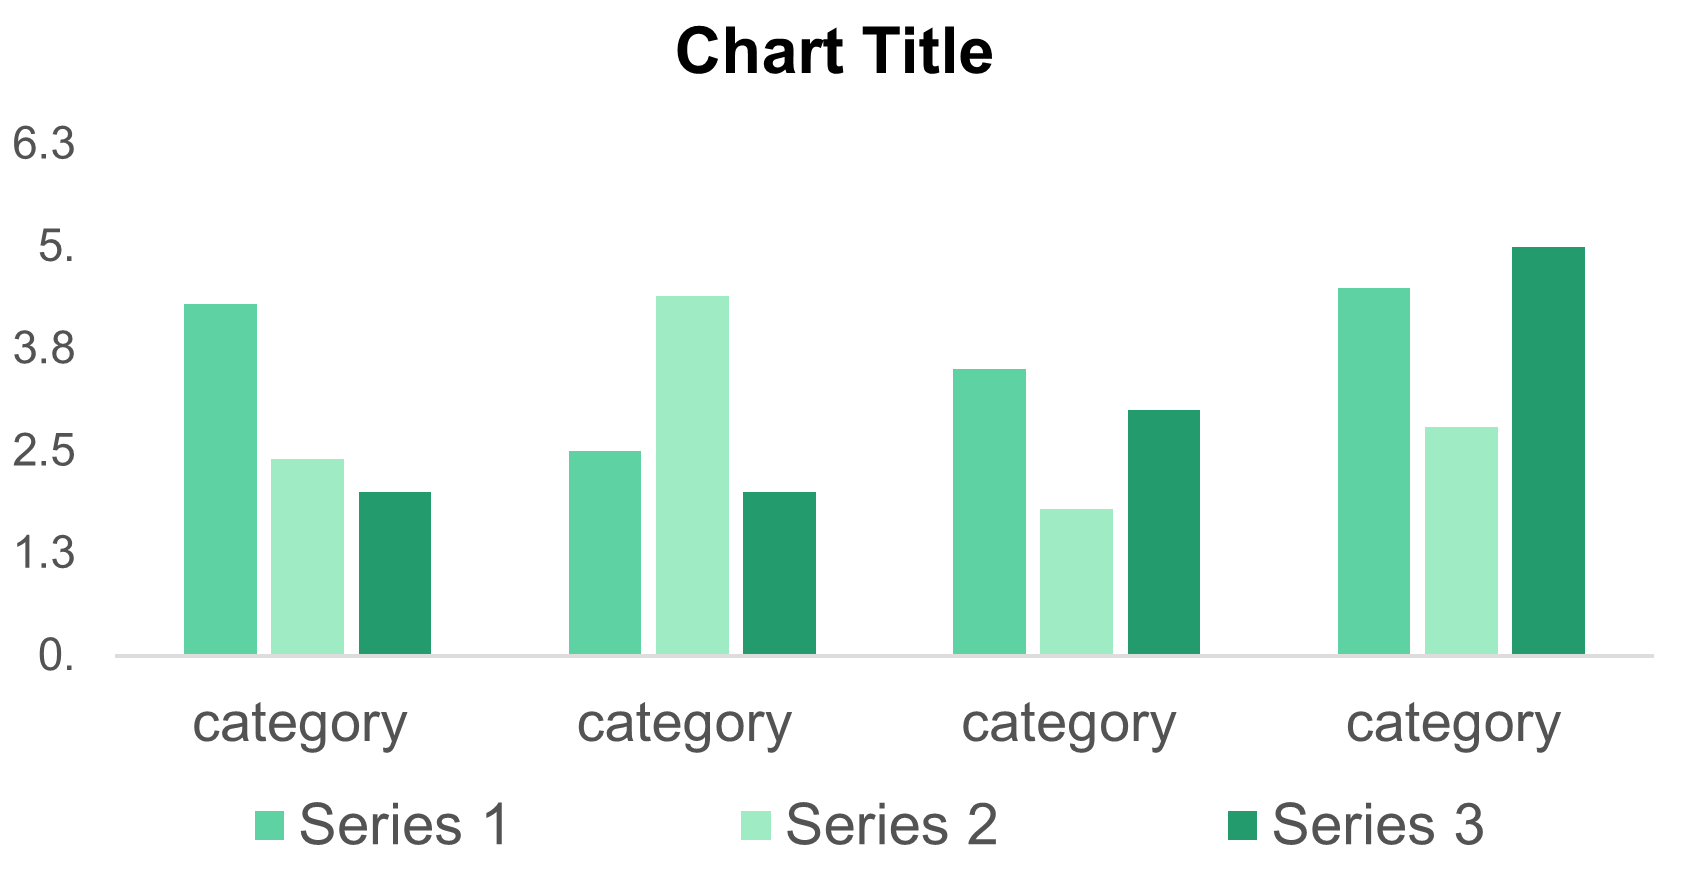 Chart Title
6.3
5.
3.8
2.5
1.3
0.
category category category category
Series 1 Series 2 Series 3